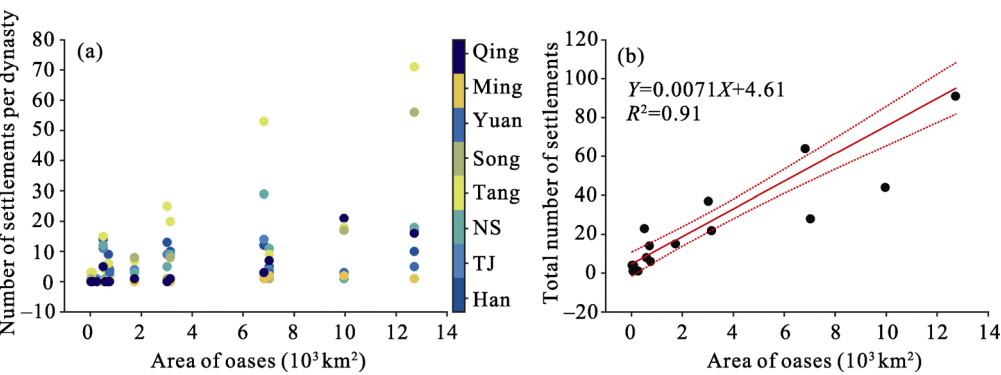 Number of settlements per dynasty
80
70
60
50
40
30
20
10
0
–10
(a)
0
2
4
6
8
10
12
14
Area of oases (10³ km²)
Qing
Ming
Yuan
Song
Tang
NS
TJ
Han
Total number of settlements
120
100
80
60
40
20
0
–20
(b)
Y=0.0071X+4.61
R²=0.91
0
2
4
6
8
10
12
14
Area of oases (10³ km²)